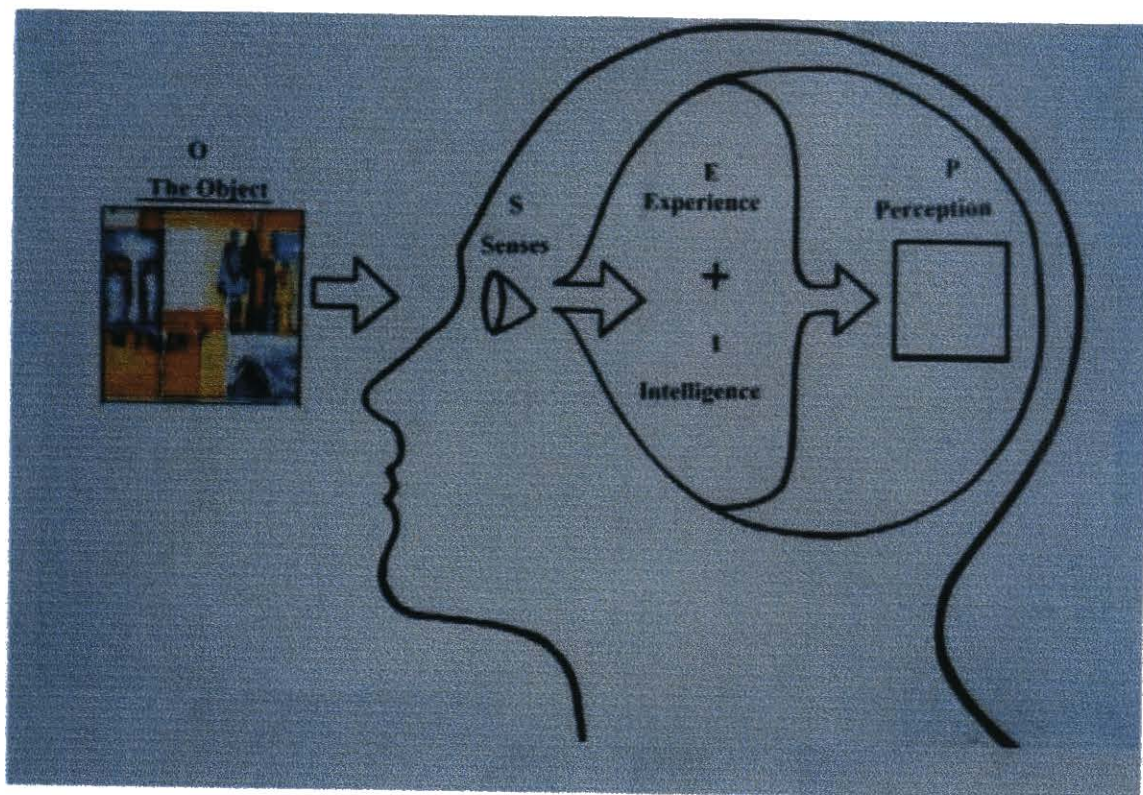 O
The Object
S
Senses
E
Experience
+
I
Intelligence
P
Perception